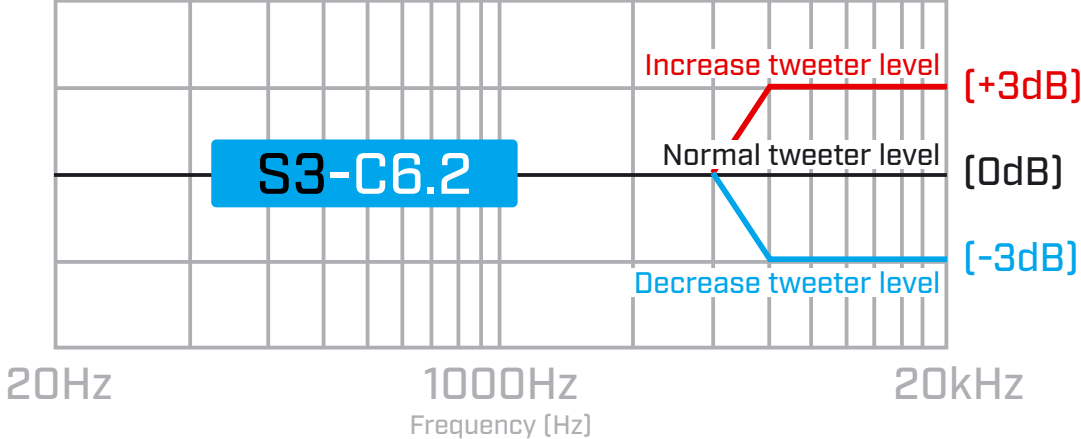 Increase tweeter level
[+3dB]
S3-C6.2
Normal tweeter level
[0dB]
[-3dB]
Decrease tweeter level
20Hz
1000Hz
20kHz
Frequency [Hz]